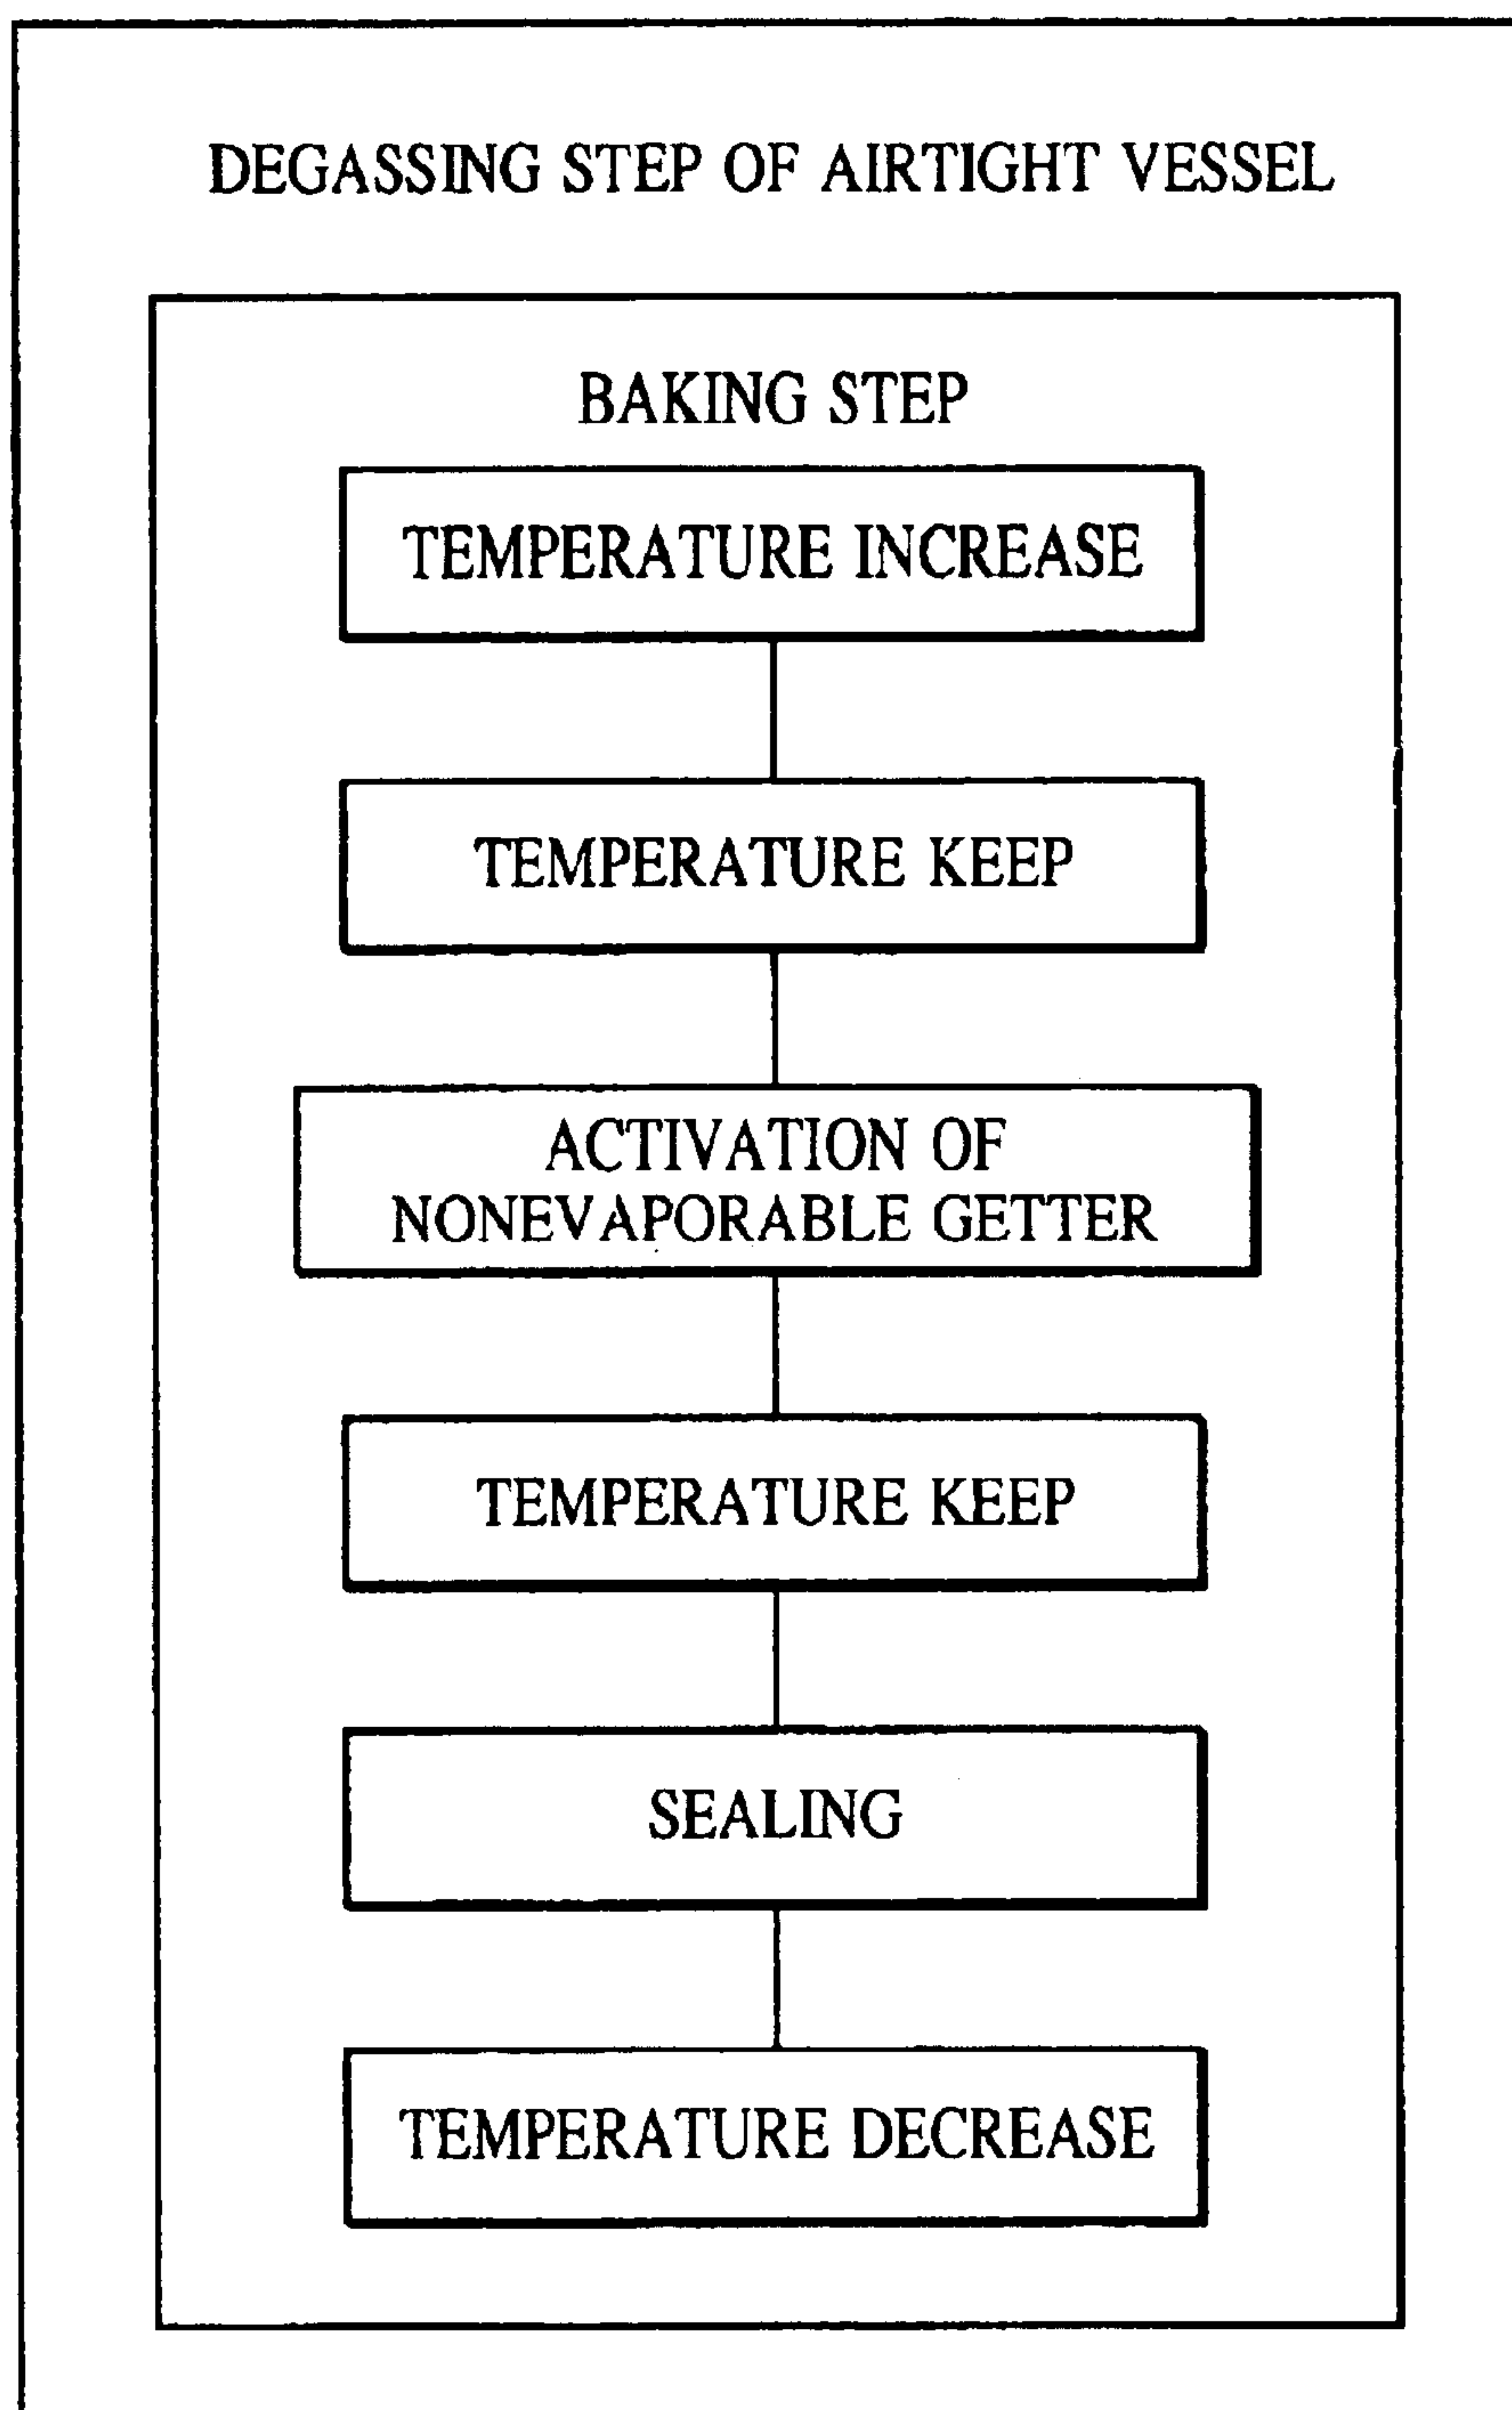 DEGASSING STEP OF AIRTIGHT VESSEL
BAKING STEP
TEMPERATURE INCREASE
TEMPERATURE KEEP
ACTIVATION OF
NONEVAPORABLE GETTER
TEMPERATURE KEEP
SEALING
TEMPERATURE DECREASE